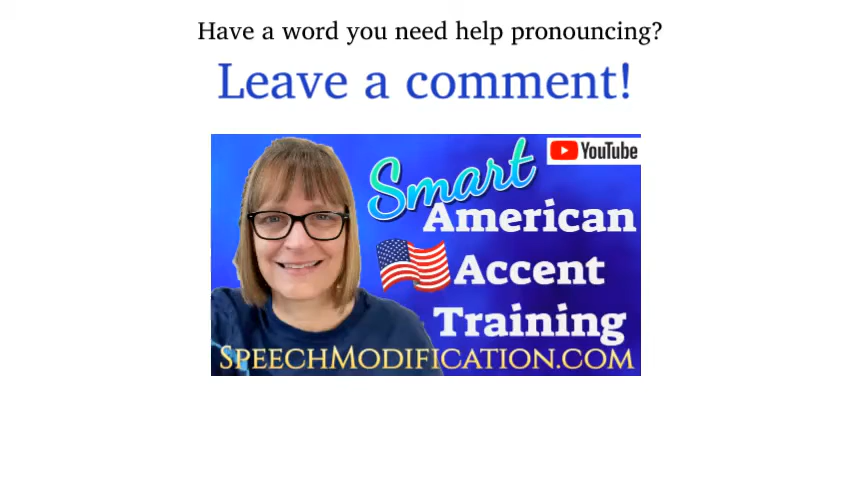 Have a word you need help pronouncing?
Leave a comment!
YouTube
Smart
American
Accent
Training
SPEECHMODIFICATION.COM